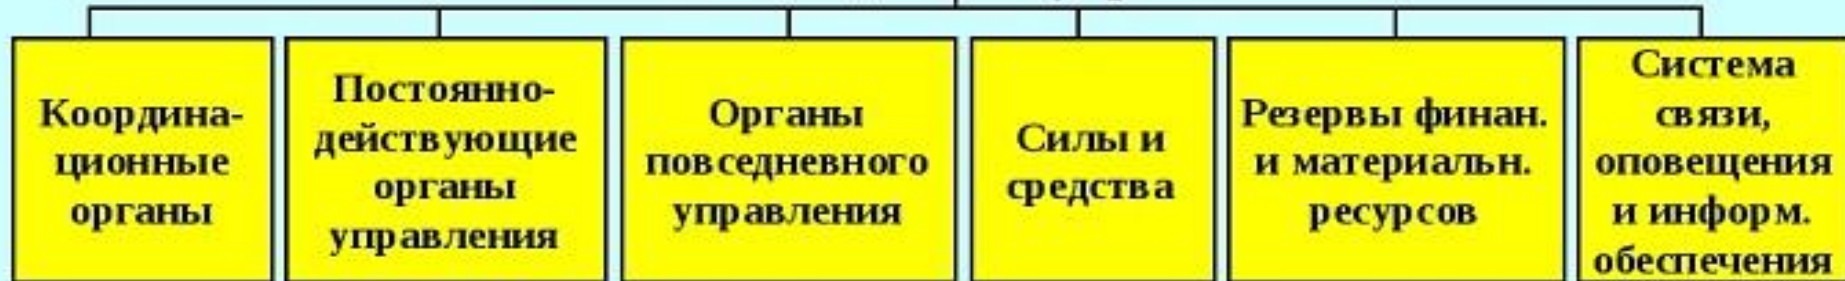 Координа-
ционные
органы
Постоянно-
действующие
органы
управления
Органы
повседневного
управления
Силы и
средства
Резервы финан.
и материальн.
ресурсов
Система
связи,
оповещения
и информ.
обеспечения